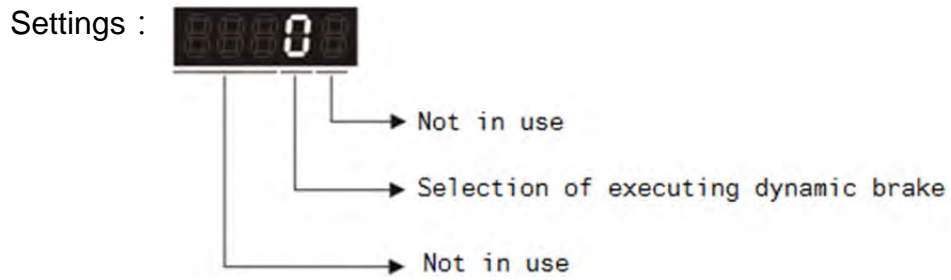 Settings：
0
Not in use
Selection of executing dynamic brake
Not in use